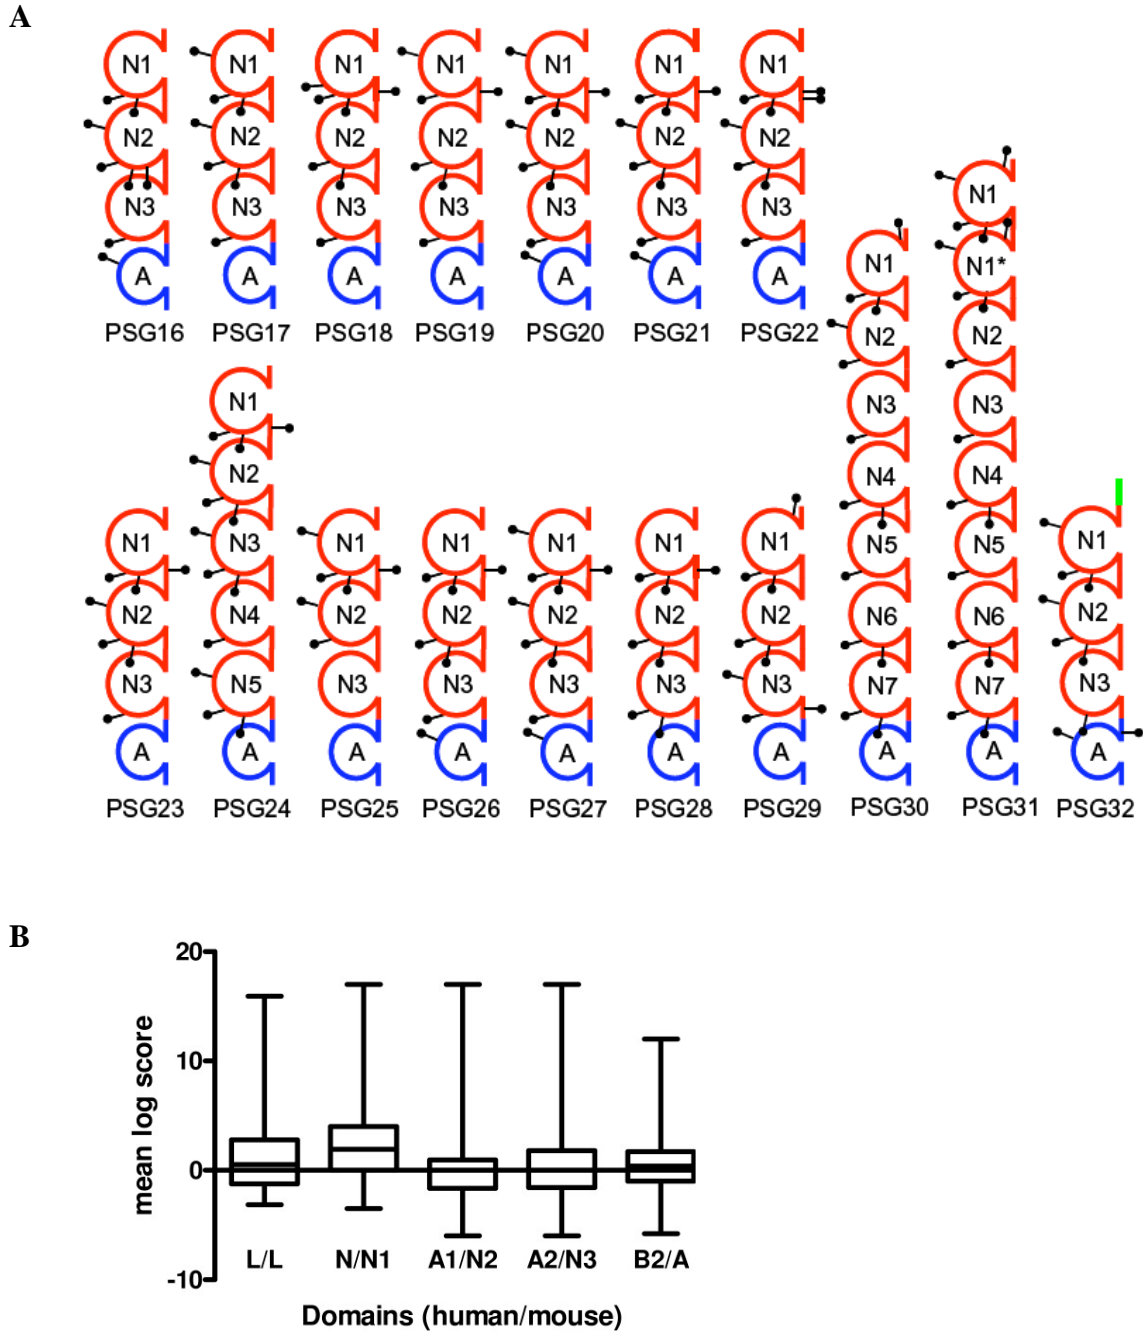 A
N1 N1 N1 N1 N1 N1 N1
N2 N2 N2 N2 N2 N2 N2
N3 N3 N3 N3 N3 N3 N3
A A A A A A A
PSG16 PSG17 PSG18 PSG19 PSG20 PSG21 PSG22
N1
N1 N1*
N2 N2
N3 N3
N1
N4 N4
N2
N1 N1 N1 N1 N1 N1 N1
N3 N5 N5
N2 N2 N2 N2 N2 N2 N2
N4 N6 N6
N3 N3 N3 N3 N3 N3 N3
N5 N7 N7
A A A A A A A A A A
PSG23 PSG24 PSG25 PSG26 PSG27 PSG28 PSG29 PSG30 PSG31 PSG32
B
20
10
0
-10
mean log score
L/L N/N1 A1/N2 A2/N3 B2/A
Domains (human/mouse)